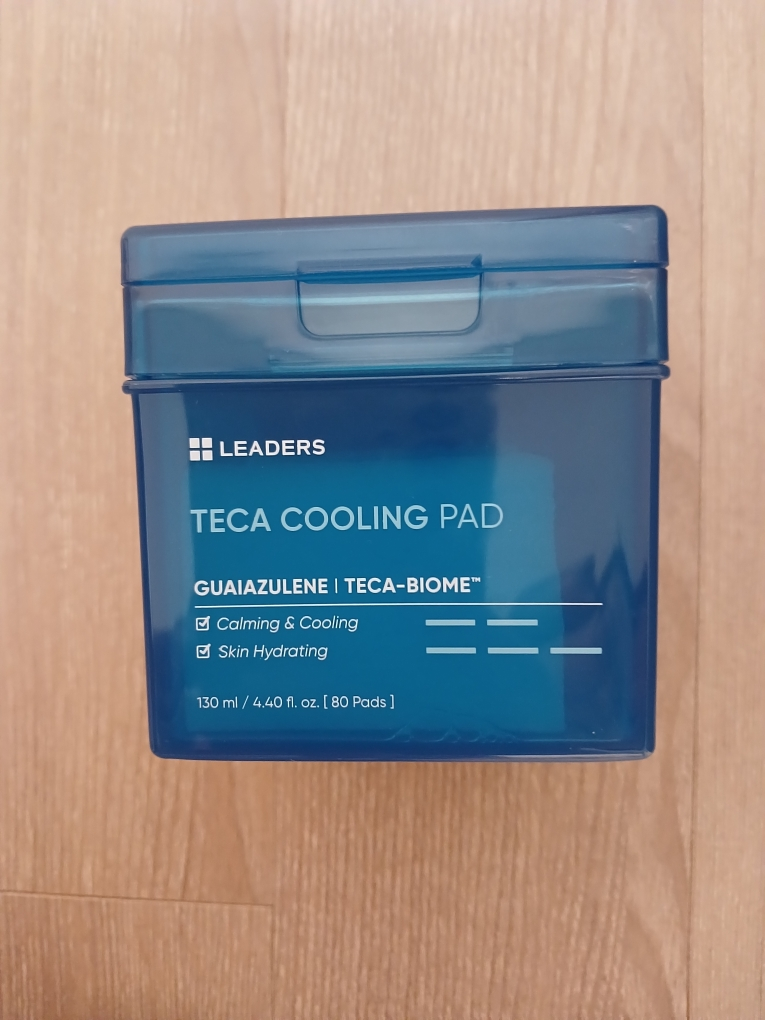 LEADERS
TECA COOLING PAD
GUAIAZULENE | TECA-BIOME™
Calming & Cooling
Skin Hydrating
130 ml / 4.40 fl. oz. [ 80 Pads ]